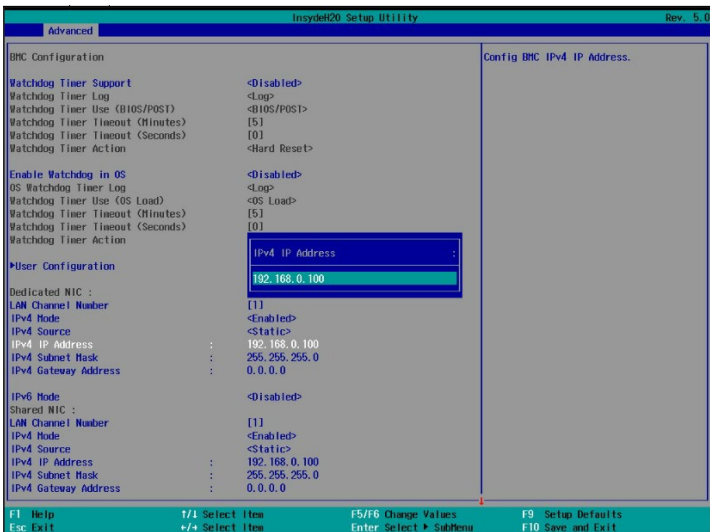 InsydeH20 Setup Utility Rev. 5.0
Advanced
BMC Configuration
Config BMC IPv4 IP Address.
Watchdog Timer Support <Disabled>
Watchdog Timer Log <Log>
Watchdog Timer Use (BIOS/POST) <BIOS/POST>
Watchdog Timer Timeout (Minutes) [5]
Watchdog Timer Timeout (Seconds) [0]
Watchdog Timer Action <Hard Reset>
Enable Watchdog in OS <Disabled>
OS Watchdog Timer Log <Log>
Watchdog Timer Use (OS Load) <OS Load>
Watchdog Timer Timeout (Minutes) [5]
Watchdog Timer Timeout (Seconds) [0]
Watchdog Timer Action
IPv4 IP Address :
192.168.0.100
►User Configuration
Dedicated NIC :
LAN Channel Number [1]
IPv4 Mode <Enabled>
IPv4 Source <Static>
IPv4 IP Address : 192.168.0.100
IPv4 Subnet Mask : 255.255.255.0
IPv4 Gateway Address : 0.0.0.0
IPv6 Mode <Disabled>
Shared NIC :
LAN Channel Number [1]
IPv4 Mode <Enabled>
IPv4 Source <Static>
IPv4 IP Address : 192.168.0.100
IPv4 Subnet Mask : 255.255.255.0
IPv4 Gateway Address : 0.0.0.0
F1 Help ↑/↓ Select Item F5/F6 Change Values F9 Setup Defaults
Esc Exit ←/→ Select Item Enter Select ► SubMenu F10 Save and Exit